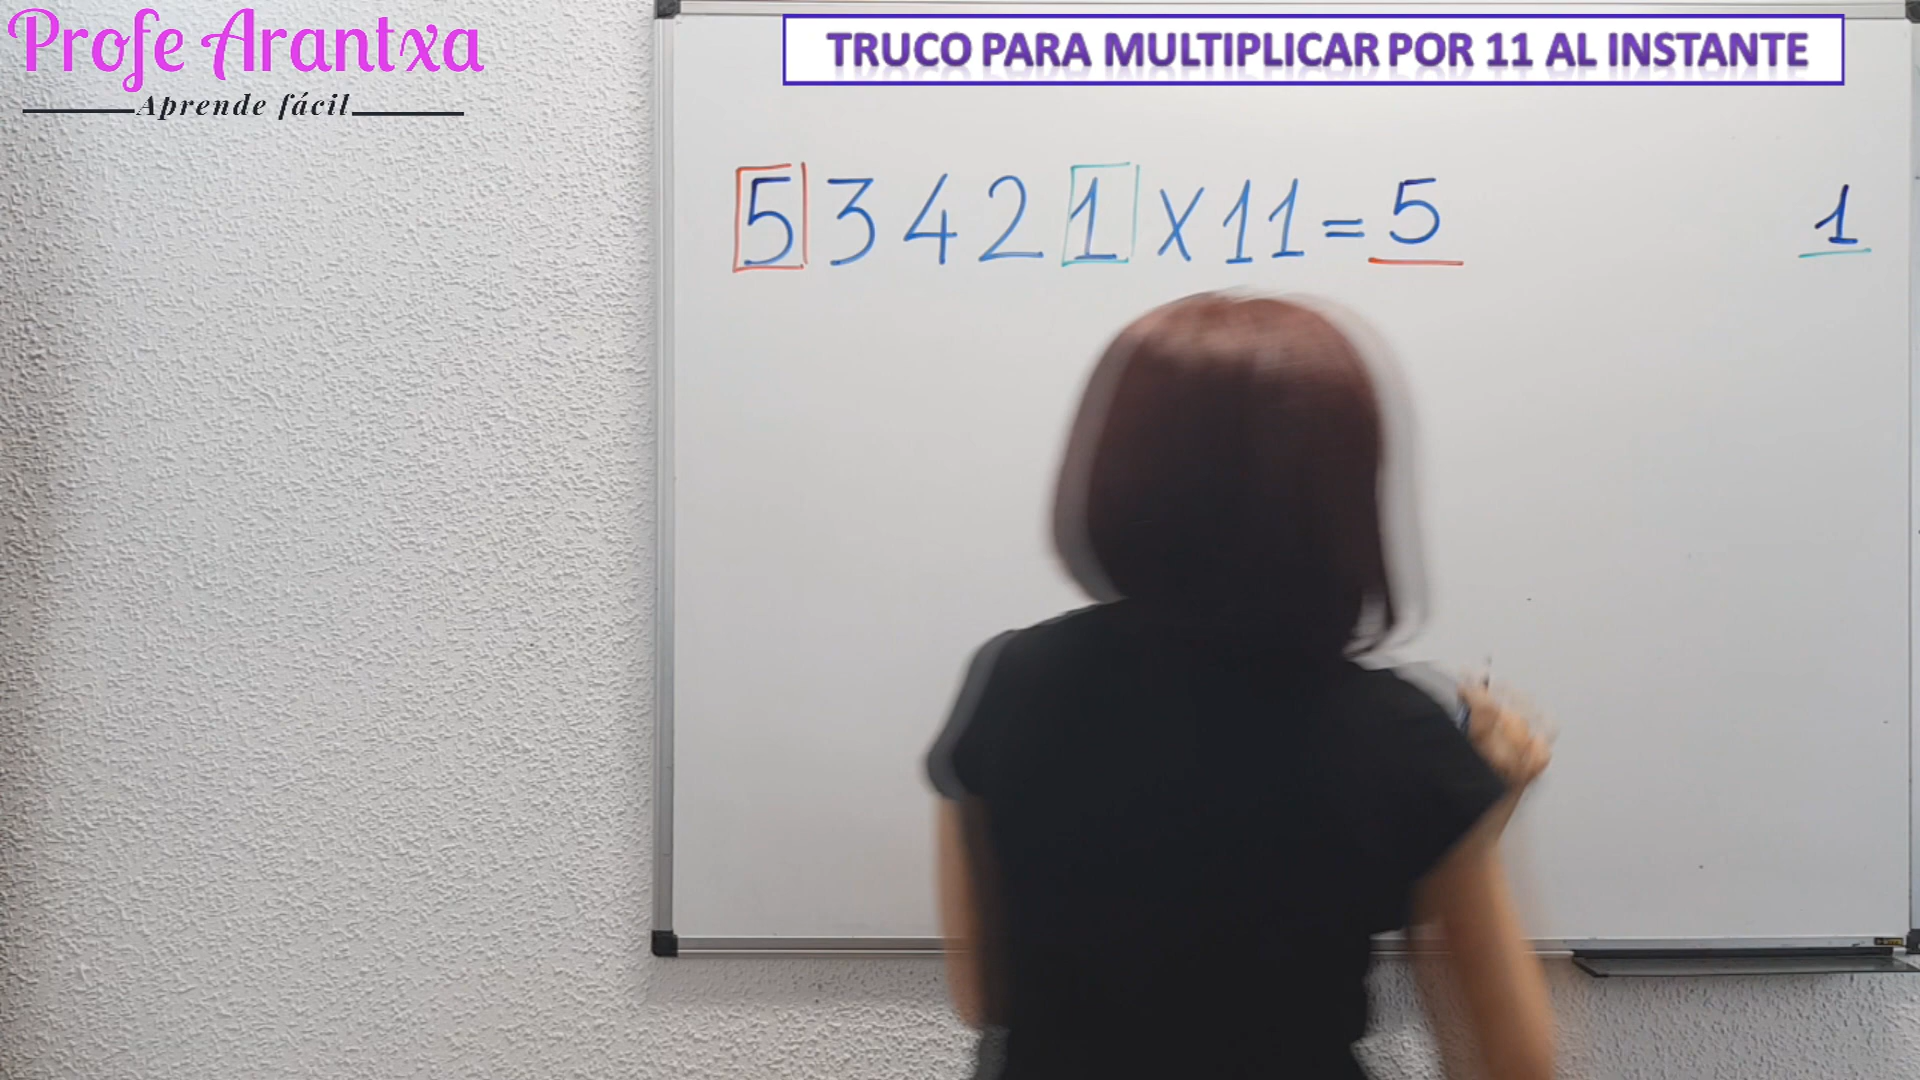 Profe Arantxa
Aprende fácil
TRUCO PARA MULTIPLICAR POR 11 AL INSTANTE
53421 x 11 = 5 1